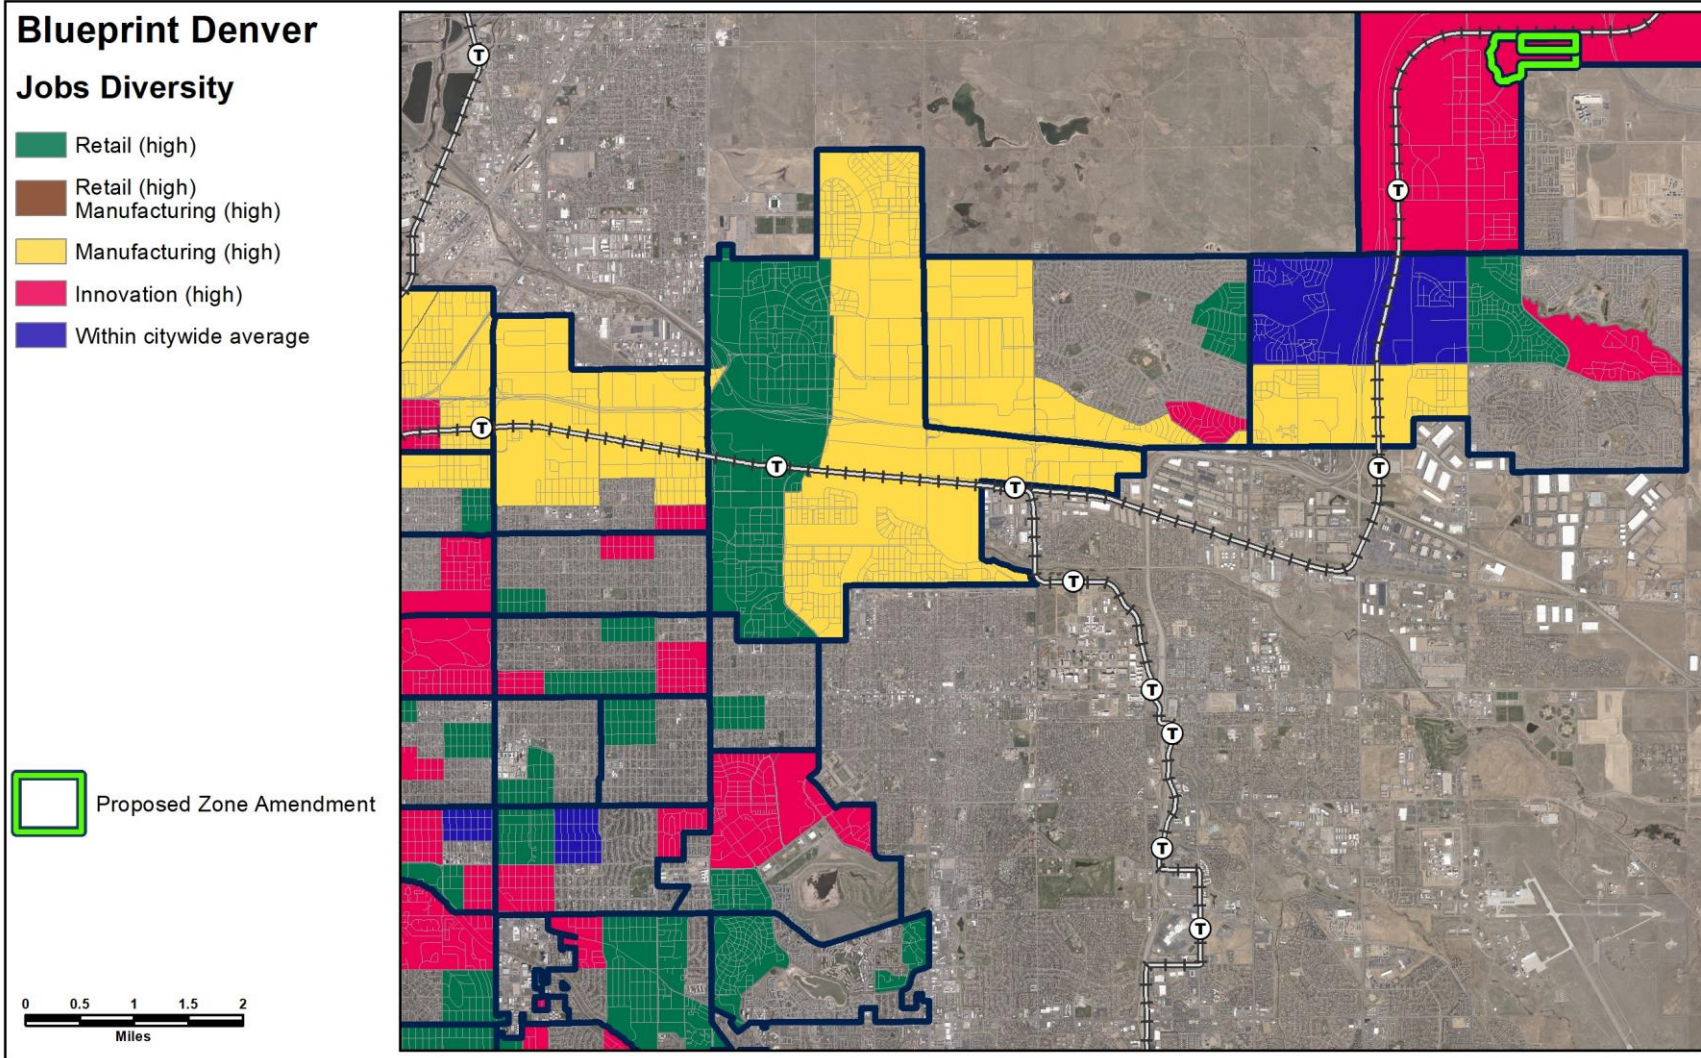 Blueprint Denver
Jobs Diversity
Retail (high)
Retail (high)
Manufacturing (high)
Manufacturing (high)
Innovation (high)
Within citywide average
Proposed Zone Amendment
0 0.5 1 1.5 2
Miles
T
T
T
T
T
T
T
T
T
T
T
T